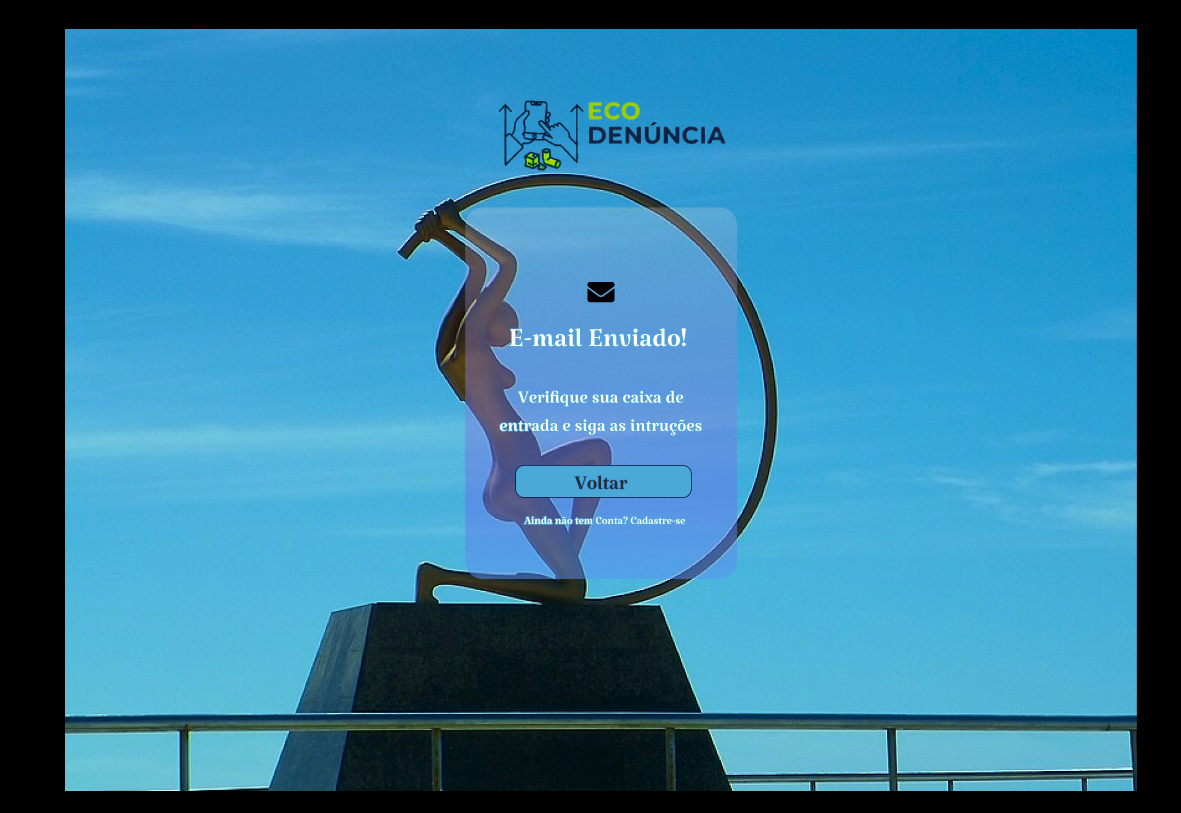 ECO
DENÚNCIA
E-mail Enviado!
Verifique sua caixa de
entrada e siga as intruções
Voltar
Ainda não tem Conta? Cadastre-se